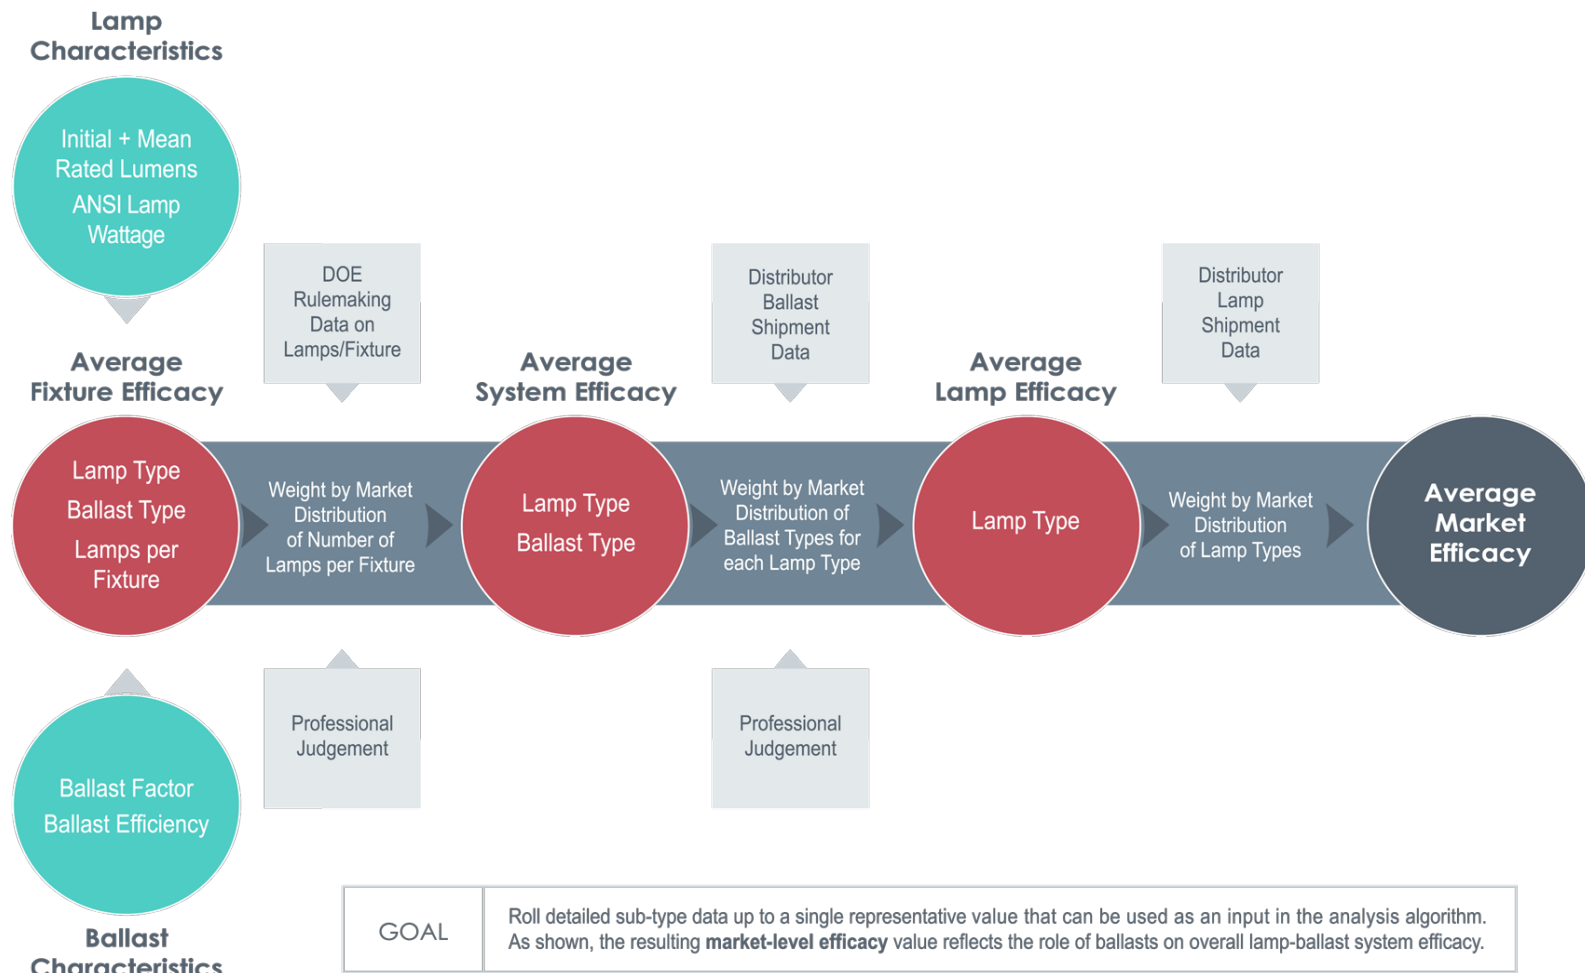 Lamp
Characteristics
Initial + Mean
Rated Lumens
ANSI Lamp
Wattage
DOE
Rulemaking
Data on
Lamps/Fixture
Distributor
Ballast
Shipment
Data
Distributor
Lamp
Shipment
Data
Average
Fixture Efficacy
Average
System Efficacy
Average
Lamp Efficacy
Lamp Type
Ballast Type
Lamps per
Fixture
Weight by Market
Distribution
of Number of
Lamps per Fixture
Lamp Type
Ballast Type
Weight by Market
Distribution of
Ballast Types for
each Lamp Type
Lamp Type
Weight by Market
Distribution
of Lamp Types
Average
Market
Efficacy
Professional
Judgement
Professional
Judgement
Ballast Factor
Ballast Efficiency
Ballast
Characteristics
GOAL
Roll detailed sub-type data up to a single representative value that can be used as an input in the analysis algorithm.
As shown, the resulting market-level efficacy value reflects the role of ballasts on overall lamp-ballast system efficacy.